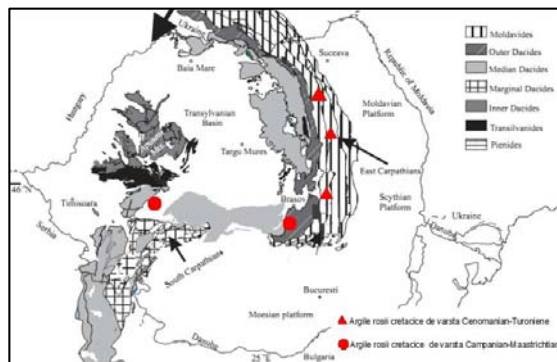 Ukraine
Suceava
Baia Mare
Republic of Moldavia
Hungary
Transylvanian
Basin
Moldavian
Platform
Targu Mures
East Carpathians
46 °N
Timisoara
Brasov
Scythian
Platform
Serbia
Ukraine
Danube
South Carpathians
Bucuresti
Moesian platform
Danube
25 °E
Bulgaria
Moldavides
Outer Dacides
Median Dacides
Marginal Dacides
Inner Dacides
Transilvanides
Pienides
Argile rosii cretacice de varsta Cenomanian-Turoniene
Argile rosii cretacice de varsta Campanian-Maastrichtiac